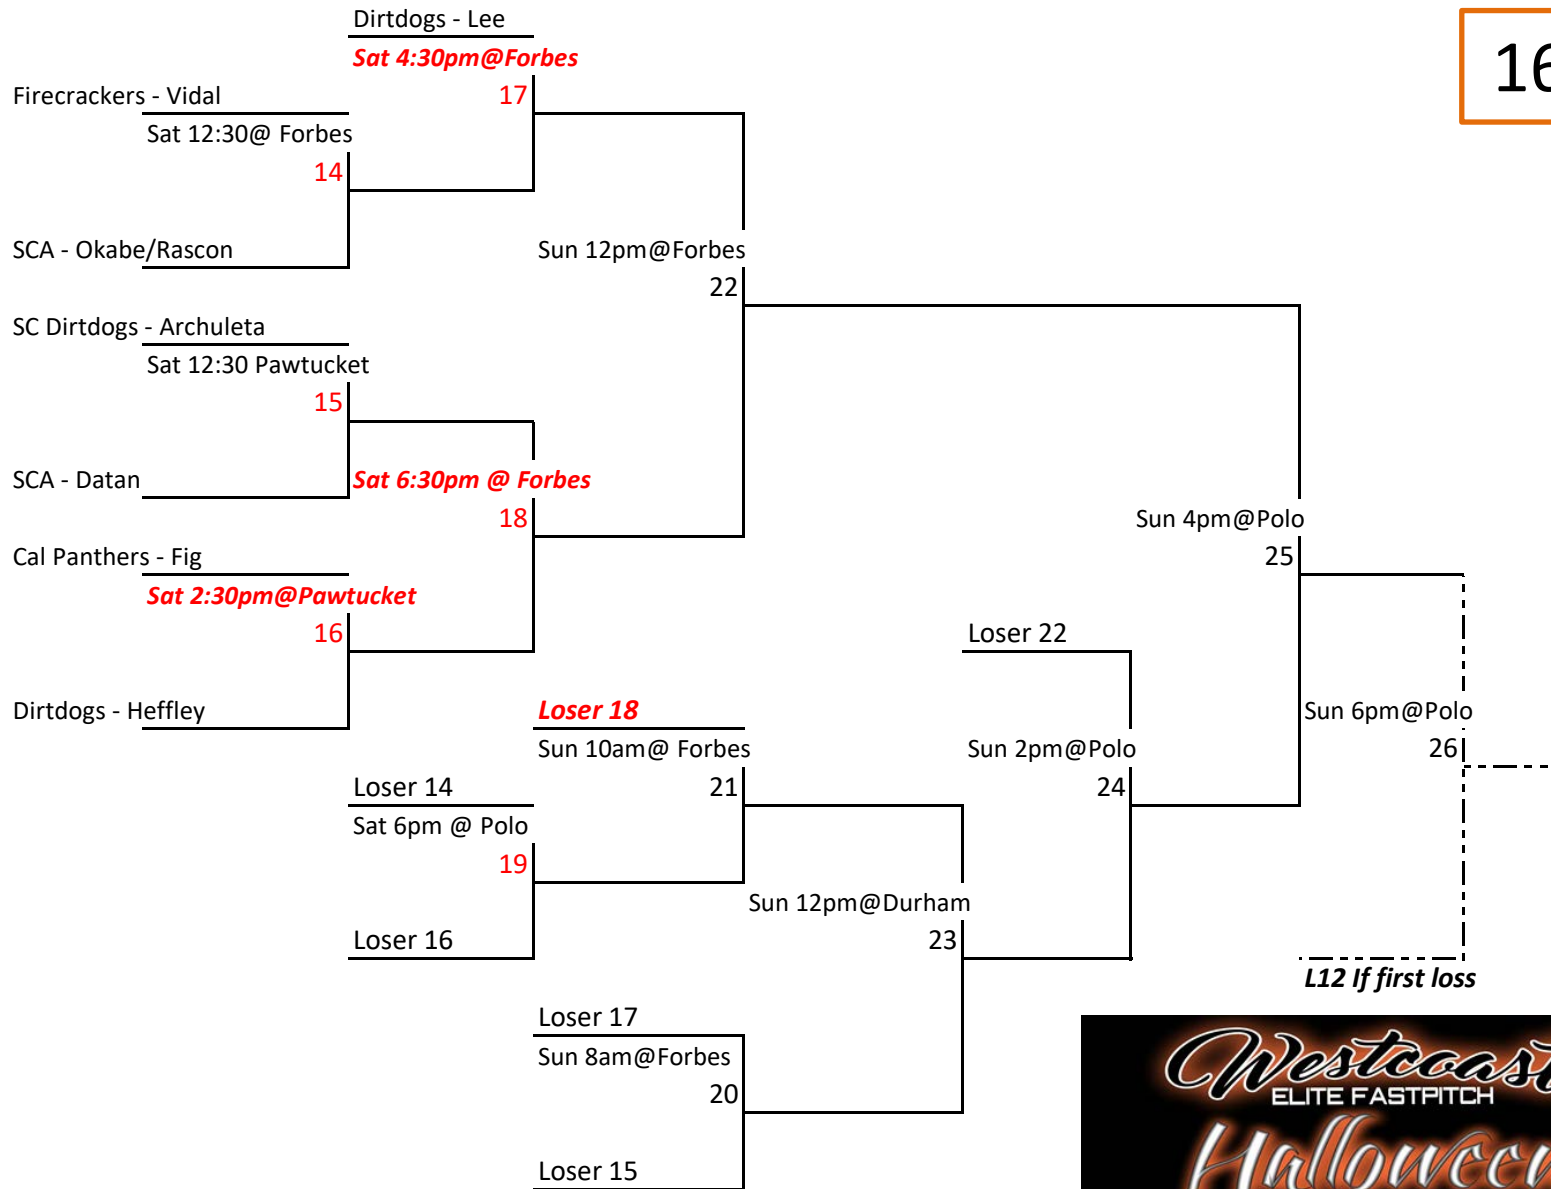 Dirtdogs - Lee
Sat 4:30pm@Forbes
17
16
Firecrackers - Vidal
Sat 12:30@ Forbes
14
SCA - Okabe/Rascon
Sun 12pm@Forbes
22
SC Dirtdogs - Archuleta
Sat 12:30 Pawtucket
15
SCA - Datan
Sat 6:30pm @ Forbes
18
Sun 4pm@Polo
25
Cal Panthers - Fig
Sat 2:30pm@Pawtucket
16
Loser 22
Dirtdogs - Heffley
Loser 18
Sun 6pm@Polo
26
Sun 10am@ Forbes
21
Sun 2pm@Polo
24
Loser 14
Sat 6pm @ Polo
19
Sun 12pm@Durham
23
Loser 16
L12 If first loss
Loser 17
Sun 8am@Forbes
20
Loser 15
Westcoast
ELITE FASTPITCH
Halloween